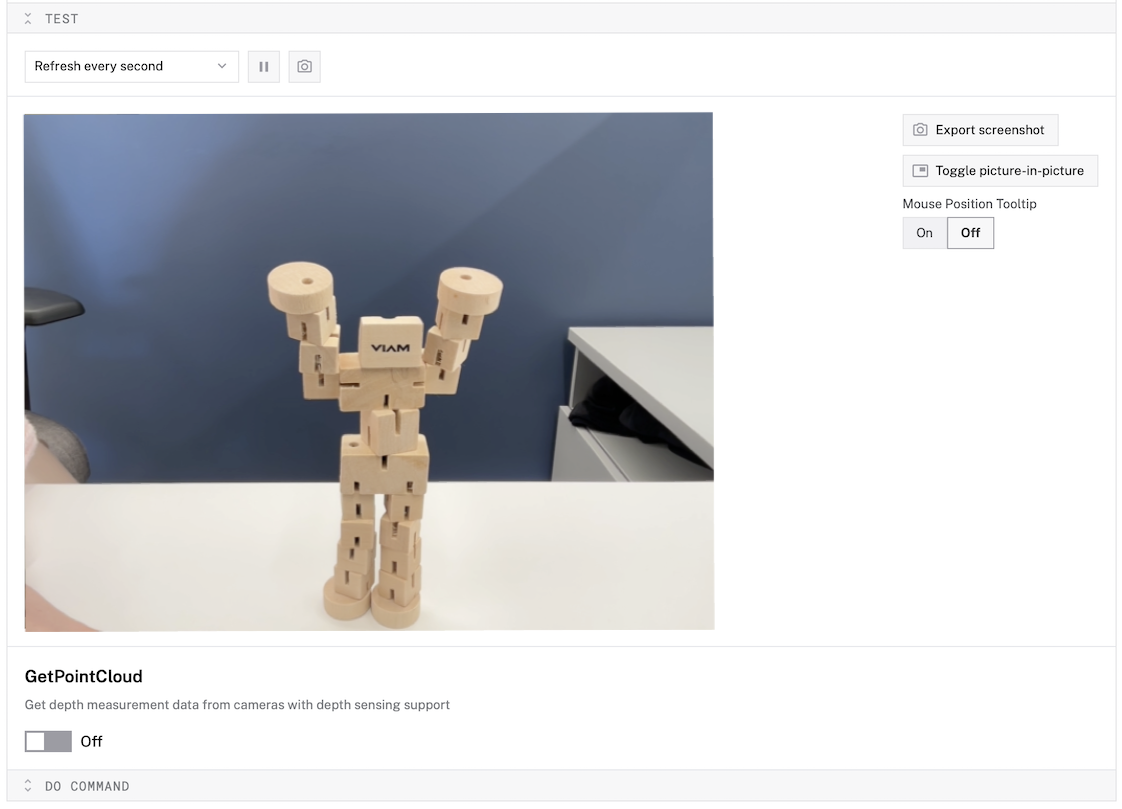 TEST
Refresh every second
Export screenshot
Toggle picture-in-picture
Mouse Position Tooltip
On Off
VIAM
GetPointCloud
Get depth measurement data from cameras with depth sensing support
Off
DO COMMAND